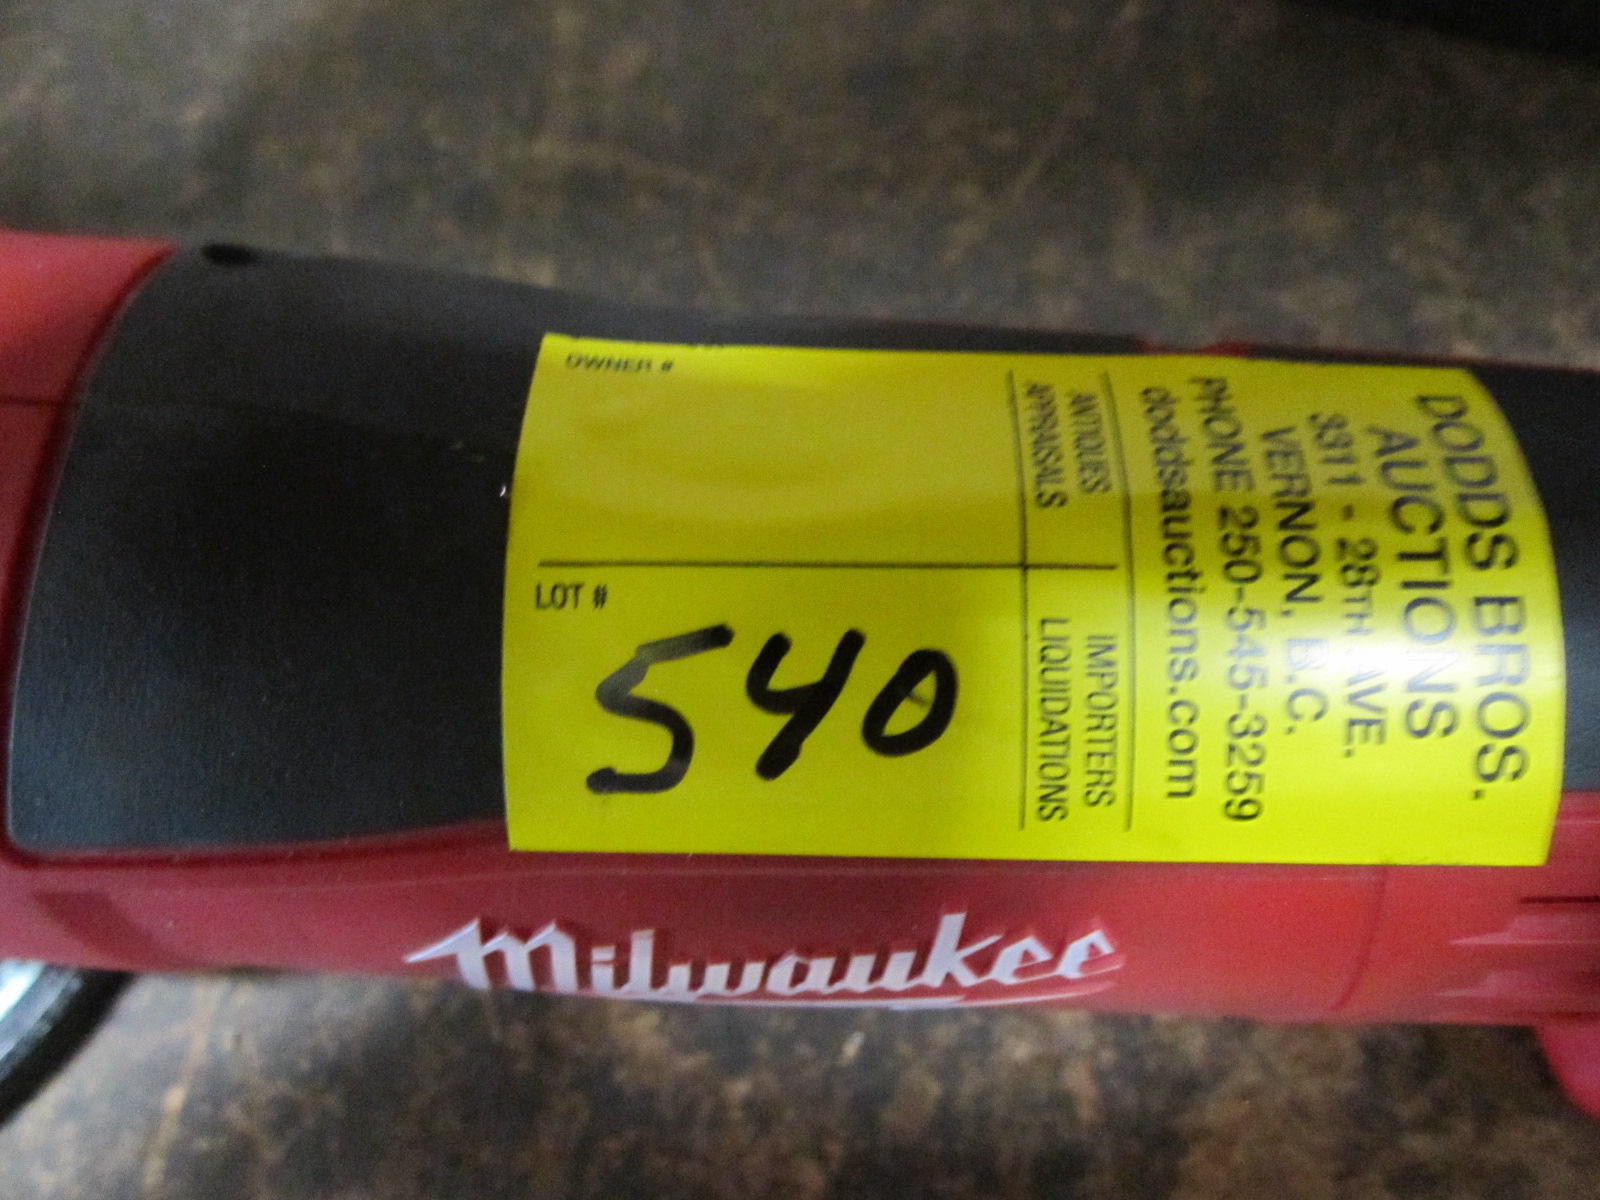 DODDS BROS.
AUCTIONS
3311 - 28TH AVE.
VERNON, B.C.
PHONE 250-545-3259
doddsauctions.com
ANTIQUES
APPRAISALS
IMPORTERS
LIQUIDATIONS
OWNER #
LOT #
540
Milwaukee